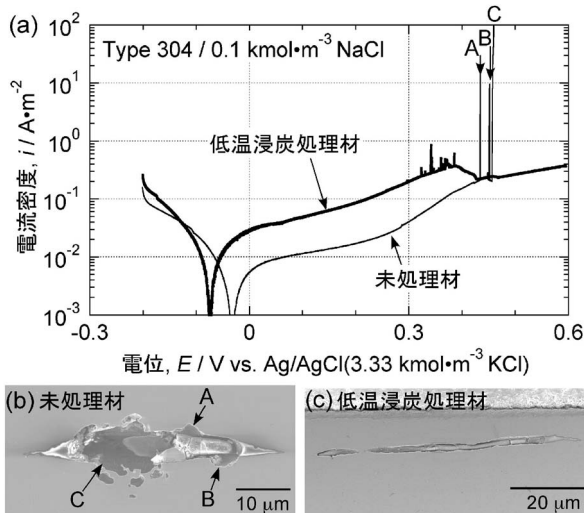 (a)
Type 304 / 0.1 kmol•m⁻³ NaCl
C
B
A
低温浸炭処理材
未処理材
電流密度, i / A•m⁻²
10²
10¹
10⁰
10⁻¹
10⁻²
10⁻³
-0.3
0
0.3
0.6
電位, E / V vs. Ag/AgCl(3.33 kmol•m⁻³ KCl)
(b) 未処理材
A
C
B
10 μm
(c) 低温浸炭処理材
20 μm